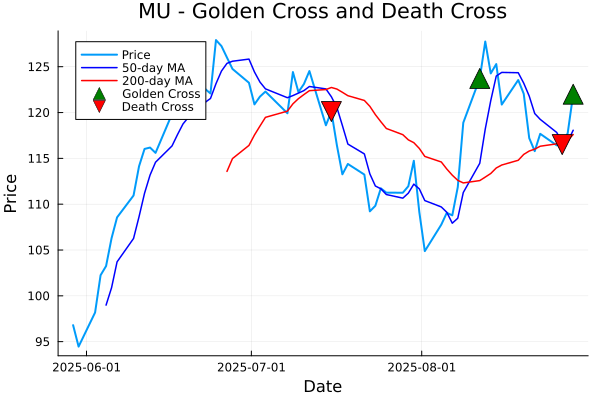 MU - Golden Cross and Death Cross
Price
50-day MA
200-day MA
Golden Cross
Death Cross
Price
125
120
115
110
105
100
95
2025-06-01
2025-07-01
2025-08-01
Date